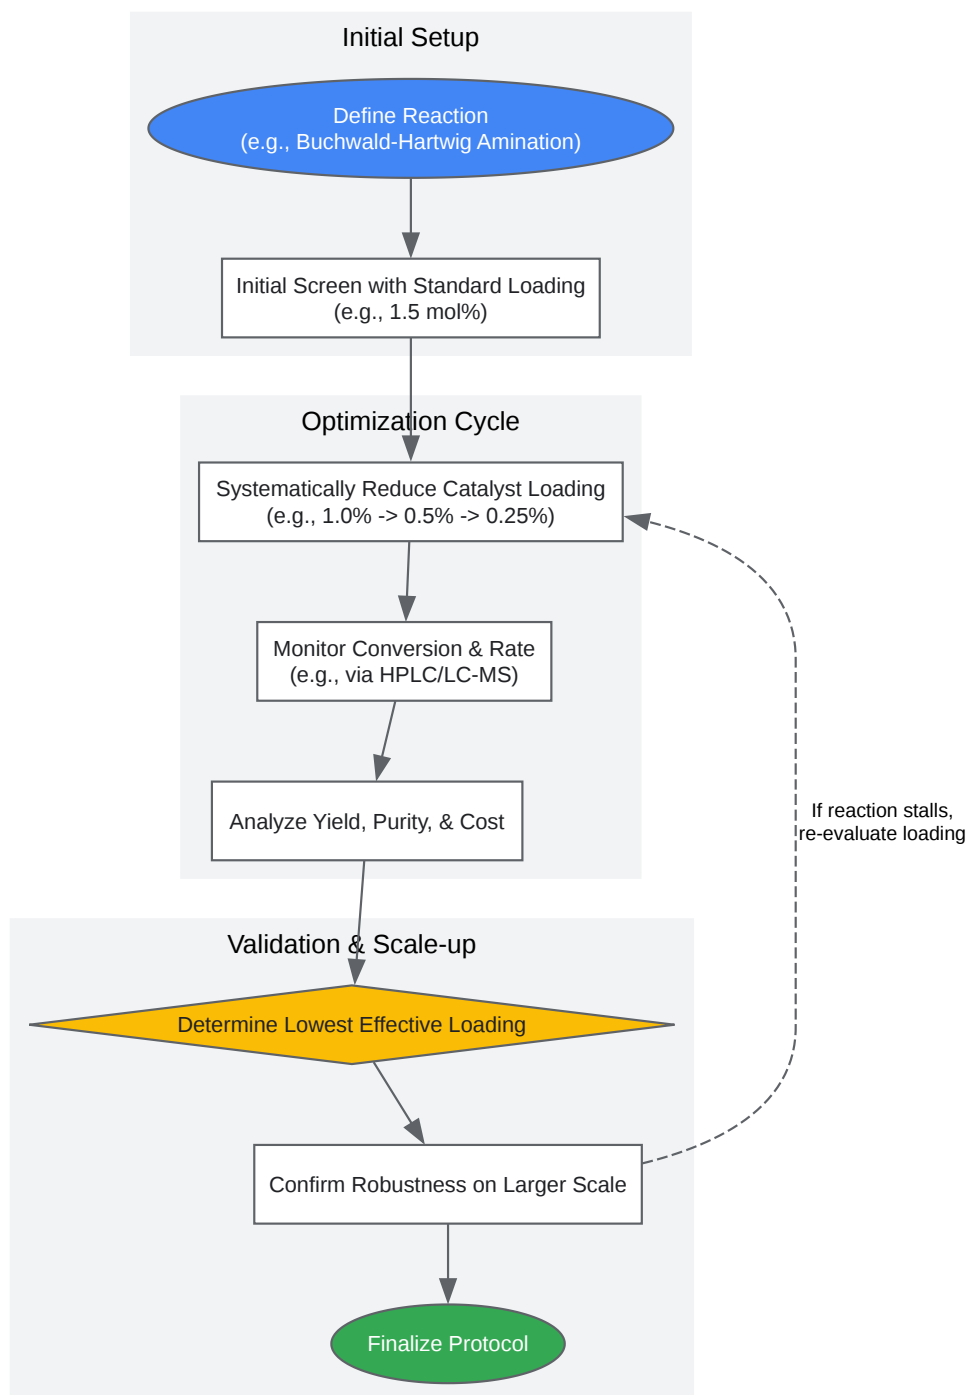 Initial Setup
Define Reaction
(e.g., Buchwald-Hartwig Amination)
Initial Screen with Standard Loading
(e.g., 1.5 mol%)
Optimization Cycle
Systematically Reduce Catalyst Loading
(e.g., 1.0% -> 0.5% -> 0.25%)
Monitor Conversion & Rate
(e.g., via HPLC/LC-MS)
Analyze Yield, Purity, & Cost
If reaction stalls,
re-evaluate loading
Validation & Scale-up
Determine Lowest Effective Loading
Confirm Robustness on Larger Scale
Finalize Protocol